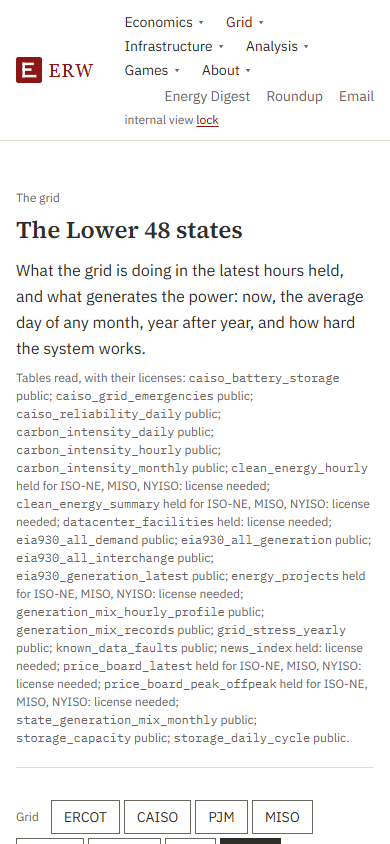 Economics Grid
Infrastructure Analysis
E ERW
Games About
Energy Digest Roundup Email
internal view lock
The grid
The Lower 48 states
What the grid is doing in the latest hours held,
and what generates the power: now, the average
day of any month, year after year, and how hard
the system works.
Tables read, with their licenses: caiso_battery_storage
public; caiso_grid_emergencies public;
caiso_reliability_daily public;
carbon_intensity_daily public;
carbon_intensity_hourly public;
carbon_intensity_monthly public; clean_energy_hourly
held for ISO-NE, MISO, NYISO: license needed;
clean_energy_summary held for ISO-NE, MISO, NYISO: license
needed; datacenter_facilities held: license needed;
eia930_all_demand public; eia930_all_generation public;
eia930_all_interchange public;
eia930_generation_latest public; energy_projects held
for ISO-NE, MISO, NYISO: license needed;
generation_mix_hourly_profile public;
generation_mix_records public; grid_stress_yearly
public; known_data_faults public; news_index held: license
needed; price_board_latest held for ISO-NE, MISO, NYISO:
license needed; price_board_peak_offpeak held for ISO-NE,
MISO, NYISO: license needed;
state_generation_mix_monthly public;
storage_capacity public; storage_daily_cycle public.
Grid ERCOT CAISO PJM MISO